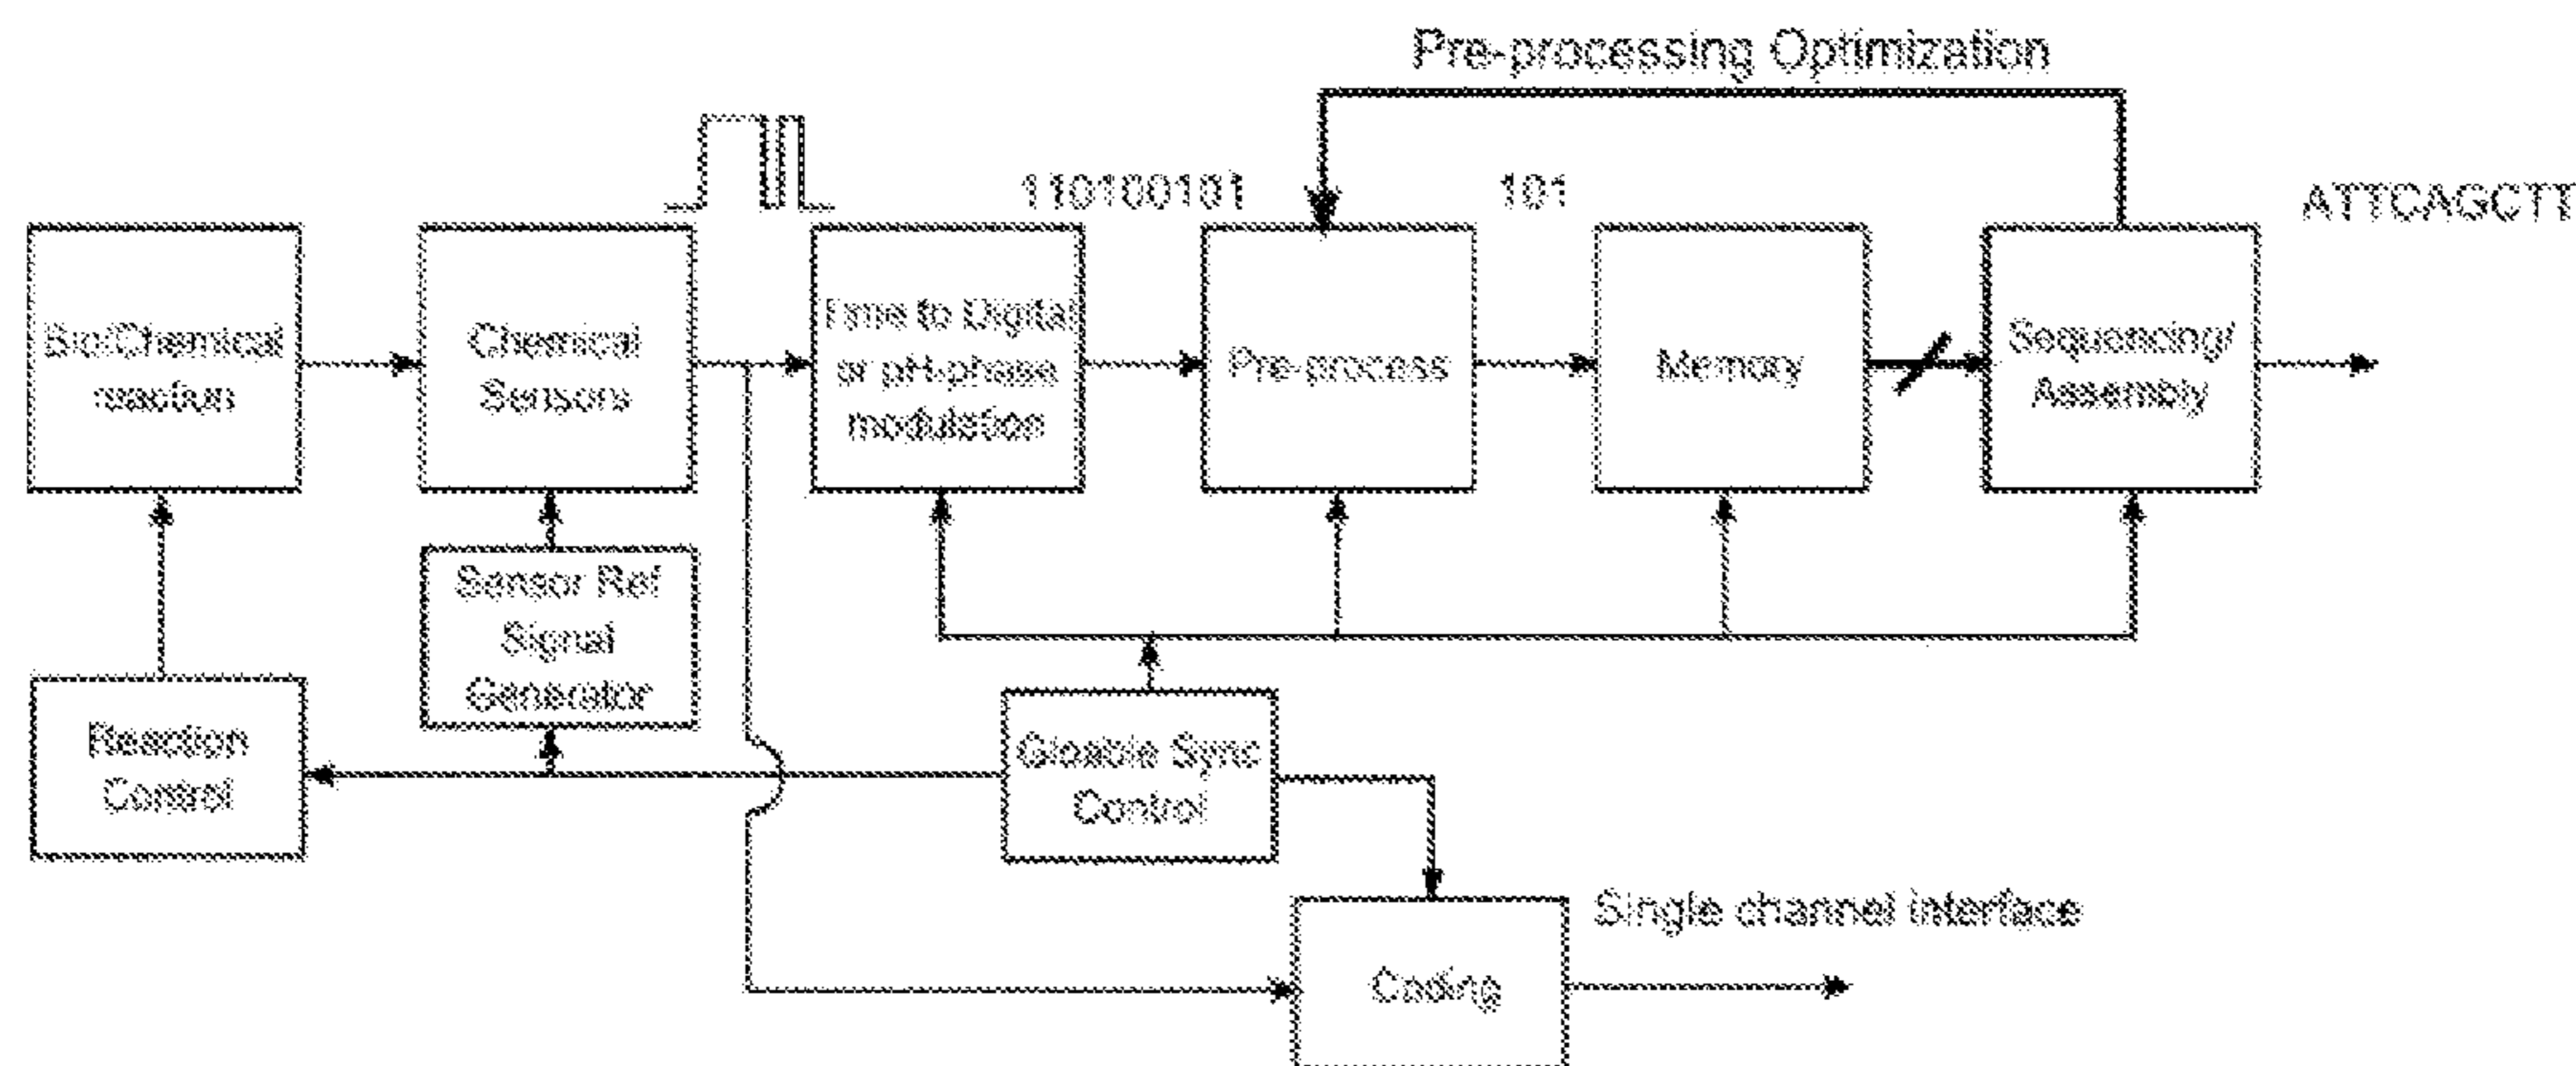 Pre-processing Optimization
110100101
101
ATTCAGCTT
Bio/Chemical
reaction
Chemical
Sensors
Time to Digital
or pH-phase
modulation
Pre-process
Memory
Sequencing/
Assembly
Sensor Ref
Signal
Generator
Reaction
Control
Gloable Sync
Control
Single channel interface
Coding